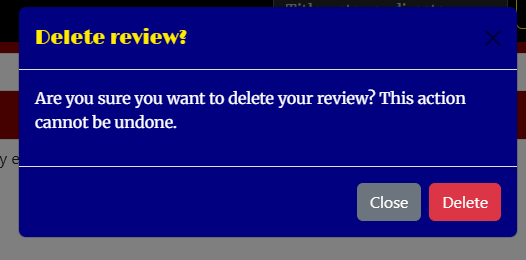 Delete review?
Are you sure you want to delete your review? This action
cannot be undone.
Close
Delete